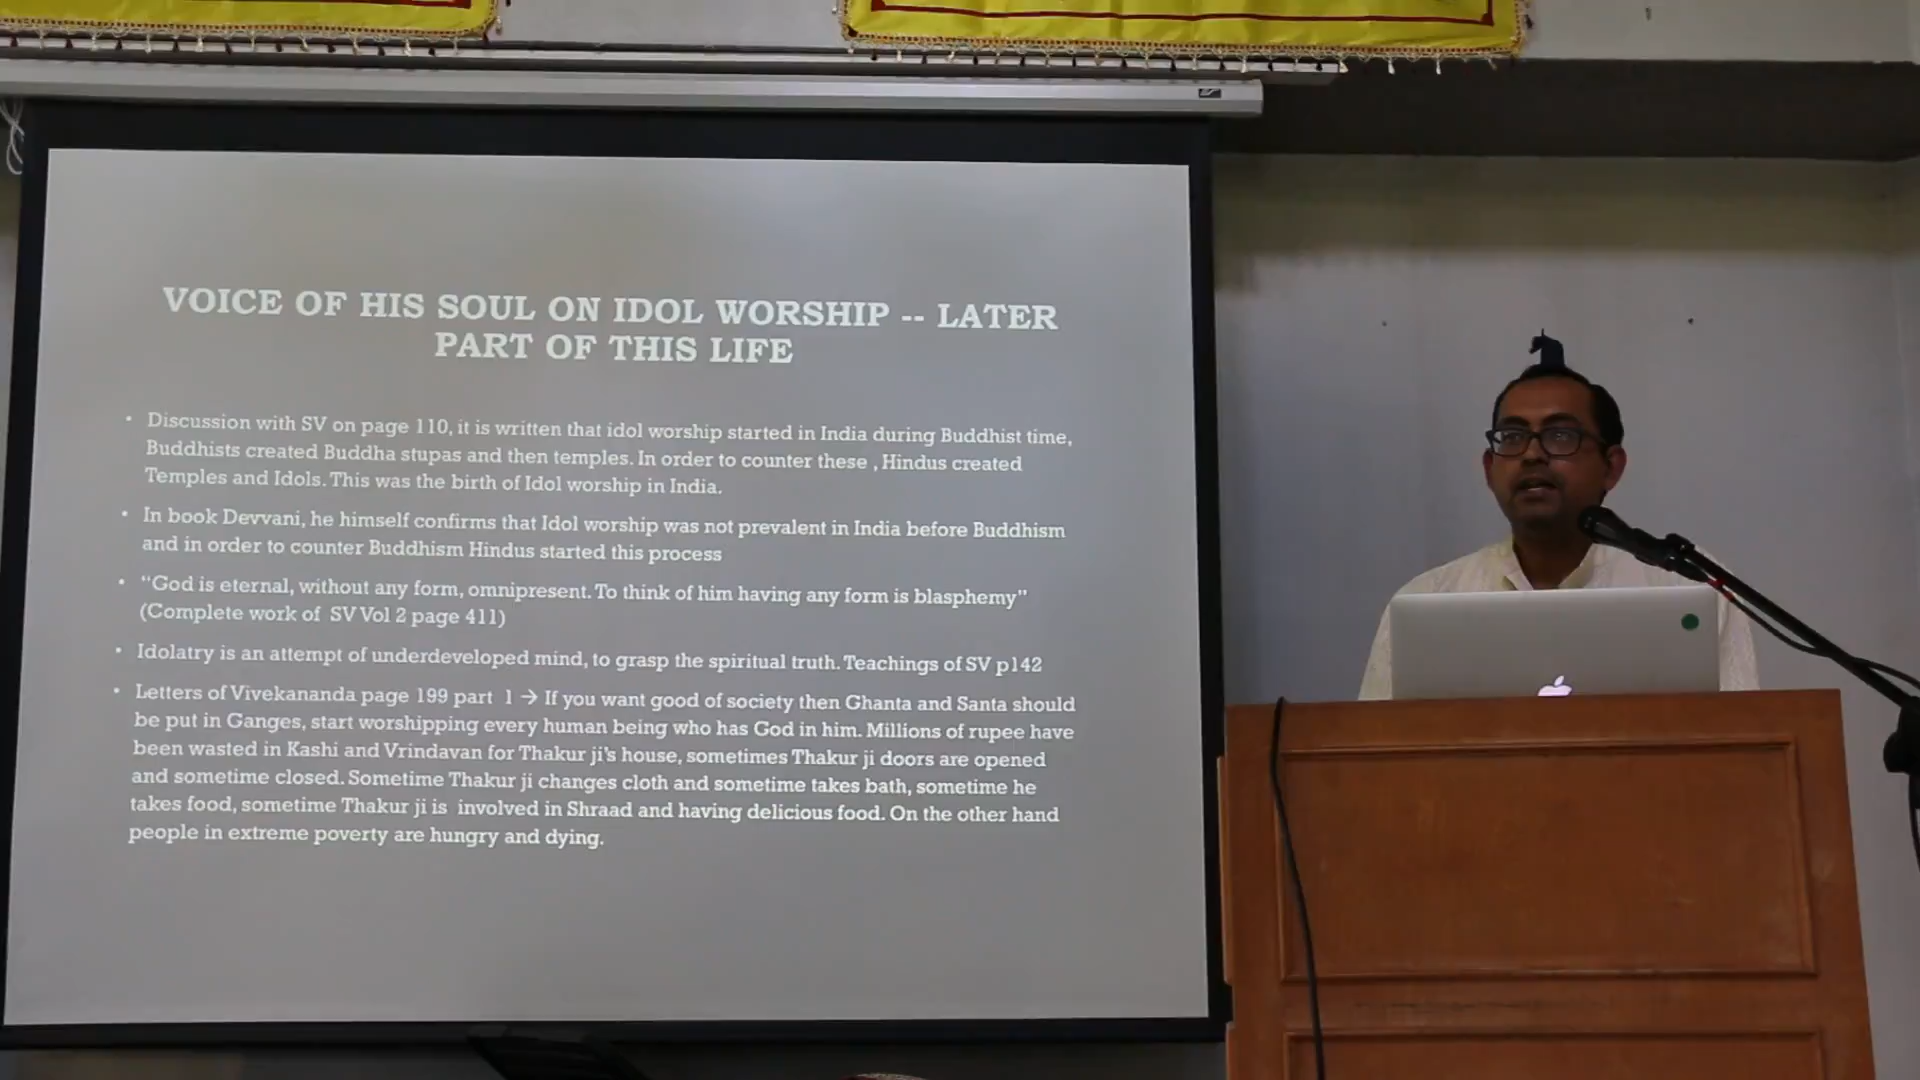 VOICE OF HIS SOUL ON IDOL WORSHIP -- LATER
PART OF THIS LIFE
• Discussion with SV on page 110, it is written that idol worship started in India during Buddhist time,
Buddhists created Buddha stupas and then temples. In order to counter these , Hindus created
Temples and Idols. This was the birth of Idol worship in India.
• In book Devvani, he himself confirms that Idol worship was not prevalent in India before Buddhism
and in order to counter Buddhism Hindus started this process
• “God is eternal, without any form, omnipresent. To think of him having any form is blasphemy”
(Complete work of SV Vol 2 page 411)
• Idolatry is an attempt of underdeveloped mind, to grasp the spiritual truth. Teachings of SV p142
• Letters of Vivekananda page 199 part 1 → If you want good of society then Ghanta and Santa should
be put in Ganges, start worshipping every human being who has God in him. Millions of rupee have
been wasted in Kashi and Vrindavan for Thakur ji’s house, sometimes Thakur ji doors are opened
and sometime closed. Sometime Thakur ji changes cloth and sometime takes bath, sometime he
takes food, sometime Thakur ji is involved in Shraad and having delicious food. On the other hand
people in extreme poverty are hungry and dying.